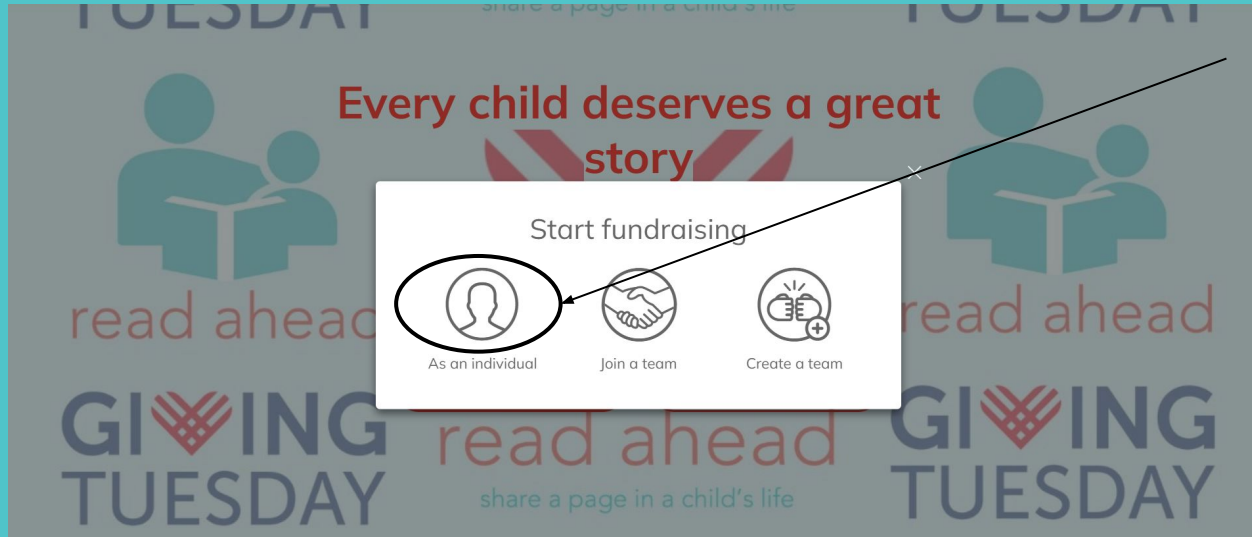 TUESDAY
share a page in a child's life
TUESDAY
Every child deserves a great
story
Start fundraising
As an individual
Join a team
Create a team
read ahead
read ahead
GIVING
TUESDAY
read ahead
share a page in a child's life
GIVING
TUESDAY